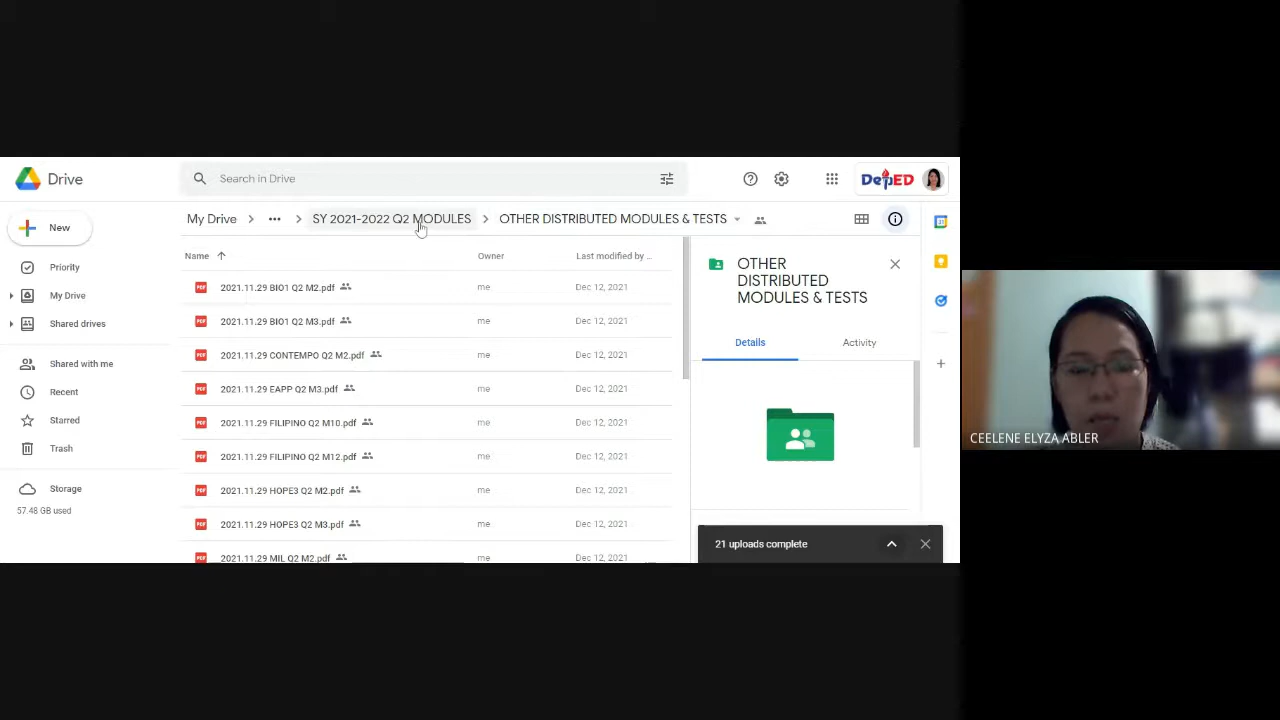 Drive
Search in Drive
DepED
New
My Drive
SY 2021-2022 Q2 MODULES
OTHER DISTRIBUTED MODULES & TESTS
Priority
My Drive
Shared drives
Shared with me
Recent
Starred
Trash
Storage
57.48 GB used
Name
Owner
Last modified by ...
2021.11.29 BIO1 Q2 M2.pdf
me
Dec 12, 2021
2021.11.29 BIO1 Q2 M3.pdf
me
Dec 12, 2021
2021.11.29 CONTEMPO Q2 M2.pdf
me
Dec 12, 2021
2021.11.29 EAPP Q2 M3.pdf
me
Dec 12, 2021
2021.11.29 FILIPINO Q2 M10.pdf
me
Dec 12, 2021
2021.11.29 FILIPINO Q2 M12.pdf
me
Dec 12, 2021
2021.11.29 HOPE3 Q2 M2.pdf
me
Dec 12, 2021
2021.11.29 HOPE3 Q2 M3.pdf
me
Dec 12, 2021
2021.11.29 MIL Q2 M2.pdf
me
Dec 12, 2021
OTHER
DISTRIBUTED
MODULES & TESTS
Details
Activity
21 uploads complete
CEELENE ELYZA ABLER